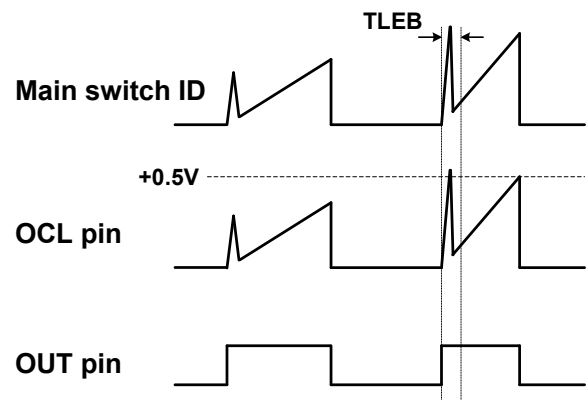 TLEB
Main switch ID
+0.5V
OCL pin
OUT pin